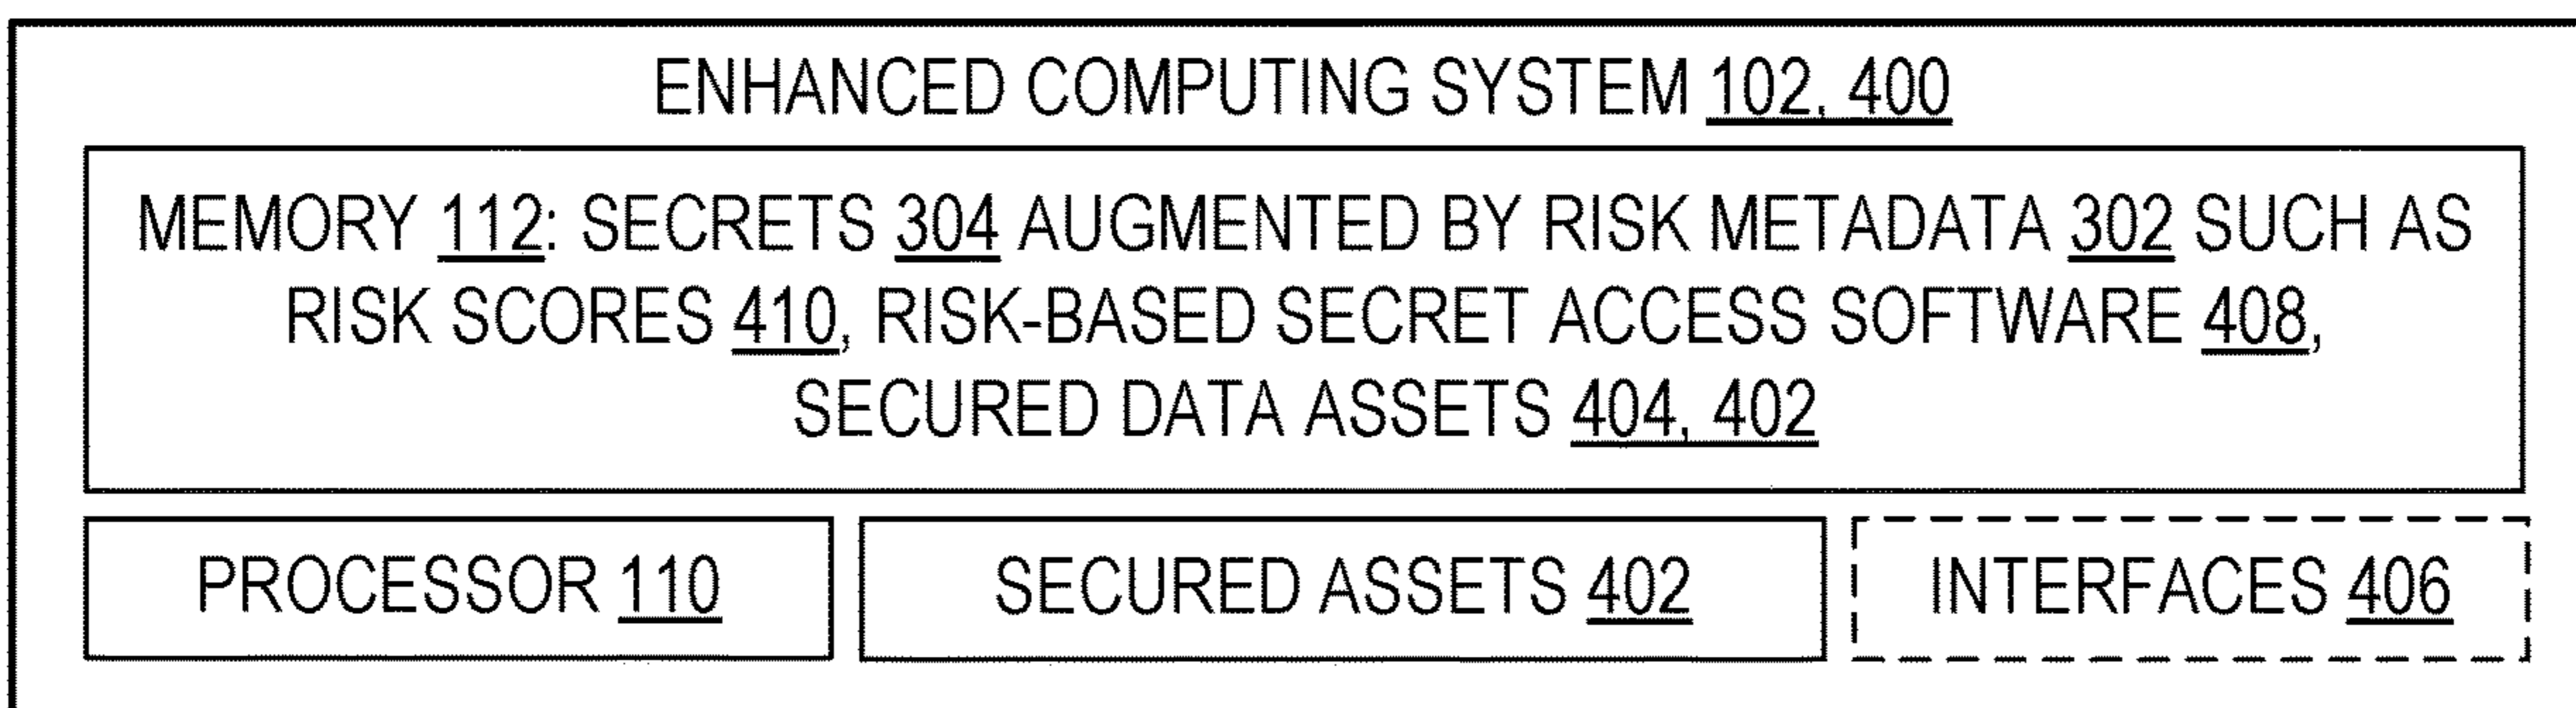 ENHANCED COMPUTING SYSTEM 102, 400
MEMORY 112: SECRETS 304 AUGMENTED BY RISK METADATA 302 SUCH AS
RISK SCORES 410, RISK-BASED SECRET ACCESS SOFTWARE 408,
SECURED DATA ASSETS 404, 402
PROCESSOR 110
SECURED ASSETS 402
INTERFACES 406